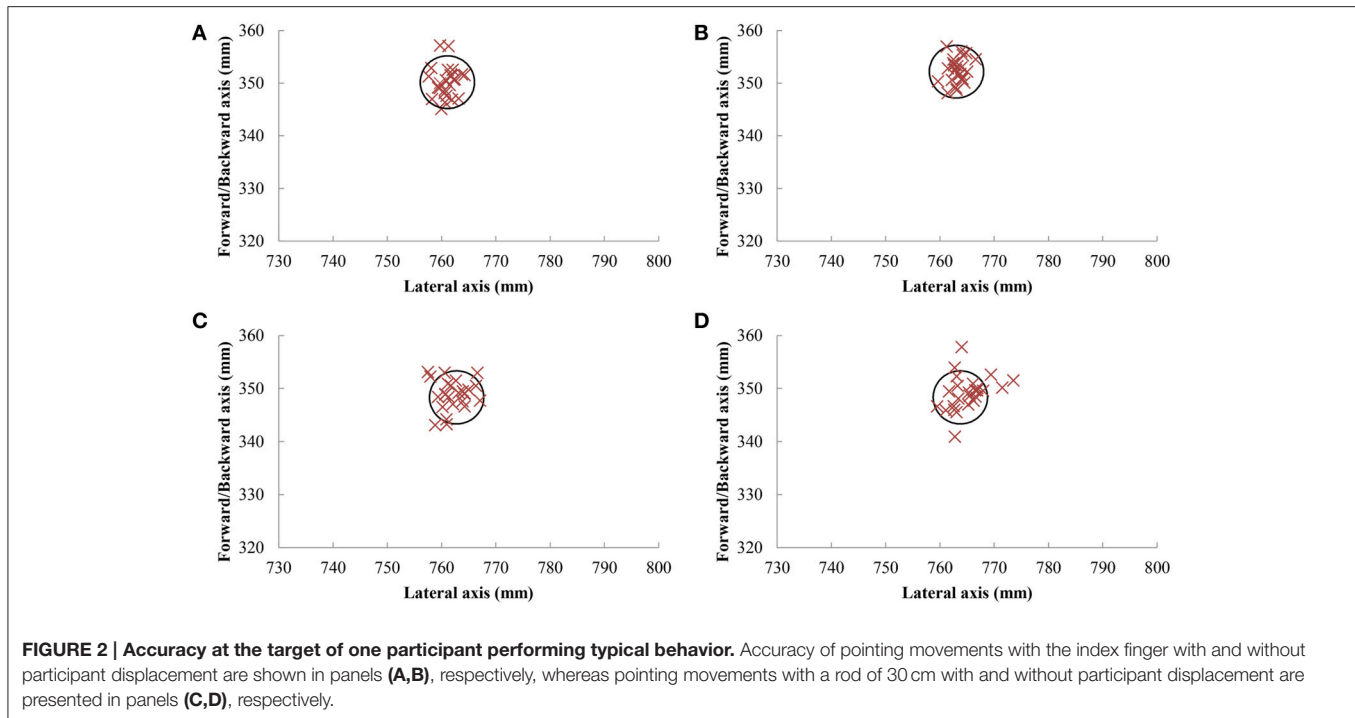 A
Forward/Backward axis (mm)
360
350
340
330
320
730 740 750 760 770 780 790 800
Lateral axis (mm)
B
Forward/Backward axis (mm)
360
350
340
330
320
730 740 750 760 770 780 790 800
Lateral axis (mm)
C
Forward/Backward axis (mm)
360
350
340
330
320
730 740 750 760 770 780 790 800
Lateral axis (mm)
D
Forward/Backward axis (mm)
360
350
340
330
320
730 740 750 760 770 780 790 800
Lateral axis (mm)
FIGURE 2 | Accuracy at the target of one participant performing typical behavior. Accuracy of pointing movements with the index finger with and without
participant displacement are shown in panels (A,B), respectively, whereas pointing movements with a rod of 30 cm with and without participant displacement are
presented in panels (C,D), respectively.